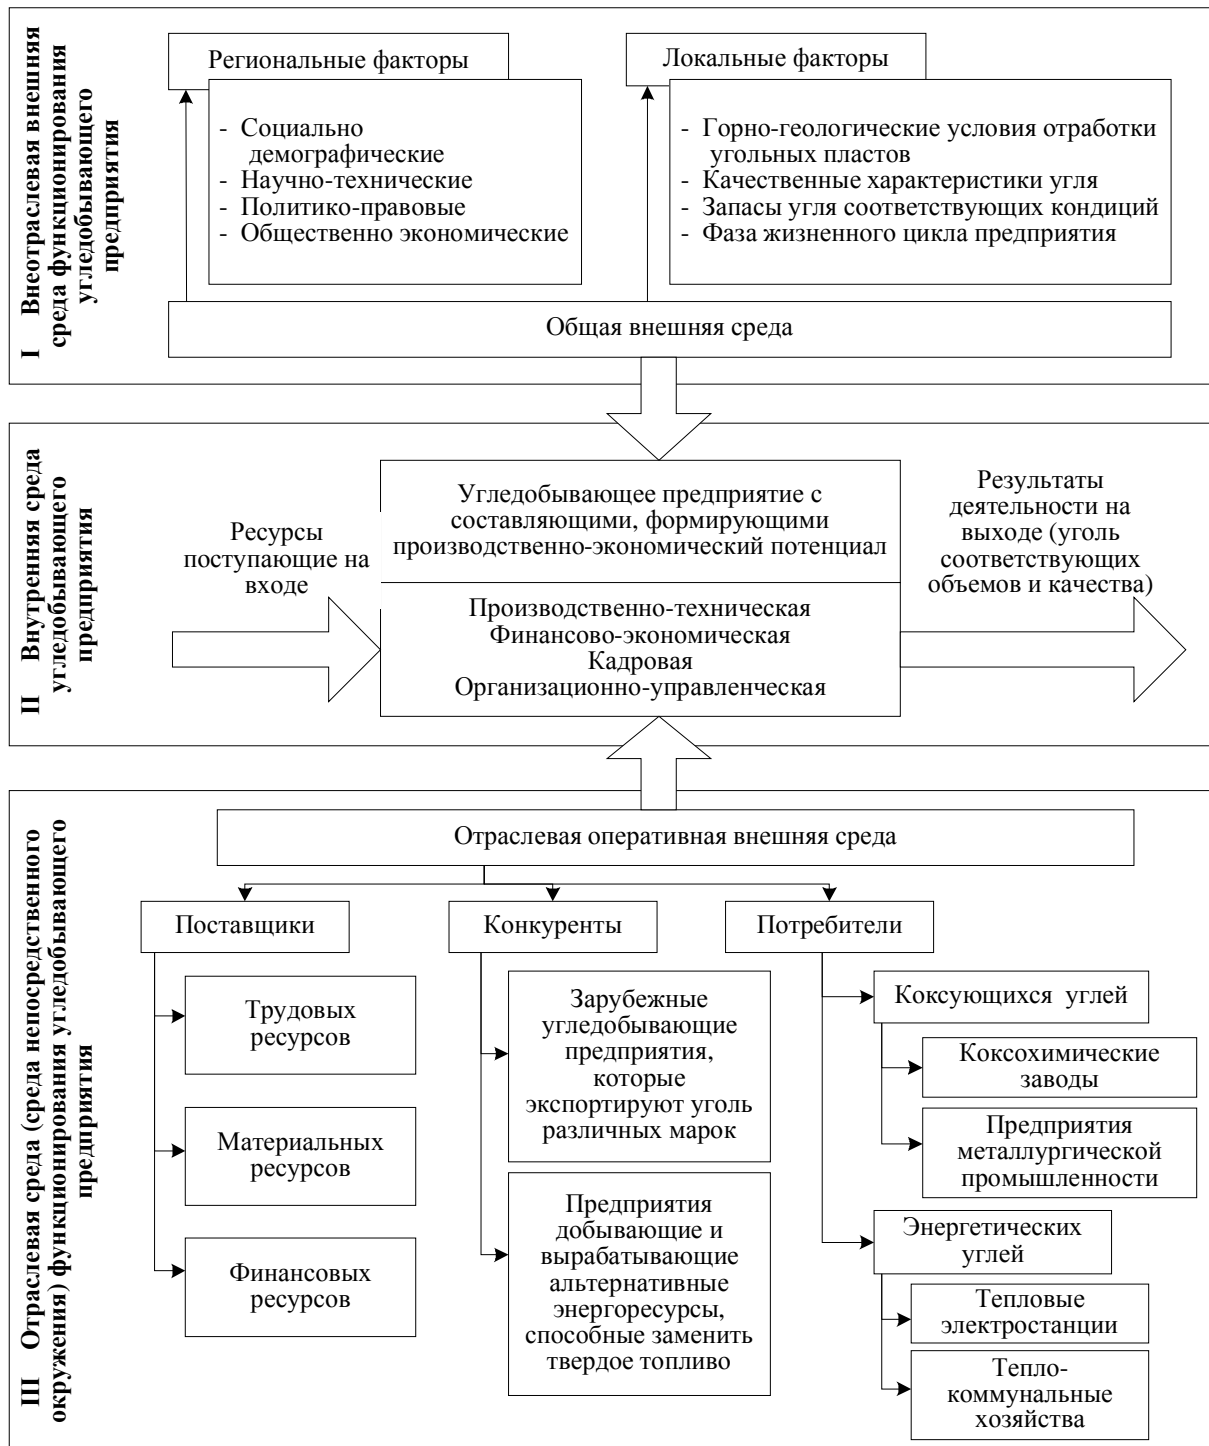 I Внеотраслевая внешняя
среда функционирования
угледобывающего
предприятия
Региональные факторы
- Социально
демографические
- Научно-технические
- Политико-правовые
- Общественно экономические
Локальные факторы
- Горно-геологические условия отработки
угольных пластов
- Качественные характеристики угля
- Запасы угля соответствующих кондиций
- Фаза жизненного цикла предприятия
Общая внешняя среда
II Внутренняя среда
угледобывающего
предприятия
Ресурсы
поступающие на
входе
Угледобывающее предприятие с
составляющими, формирующими
производственно-экономический потенциал
Производственно-техническая
Финансово-экономическая
Кадровая
Организационно-управленческая
Результаты
деятельности на
выходе (уголь
соответствующих
объемов и качества)
III Отраслевая среда (среда непосредственного
окружения) функционирования угледобывающего
предприятия
Отраслевая оперативная внешняя среда
Поставщики
Трудовых
ресурсов
Материальных
ресурсов
Финансовых
ресурсов
Конкуренты
Зарубежные
угледобывающие
предприятия,
которые
экспортируют уголь
различных марок
Предприятия
добывающие и
вырабатывающие
альтернативные
энергоресурсы,
способные заменить
твердое топливо
Потребители
Коксующихся углей
Коксохимические
заводы
Предприятия
металлургической
промышленности
Энергетических
углей
Тепловые
электростанции
Тепло-
коммунальные
хозяйства